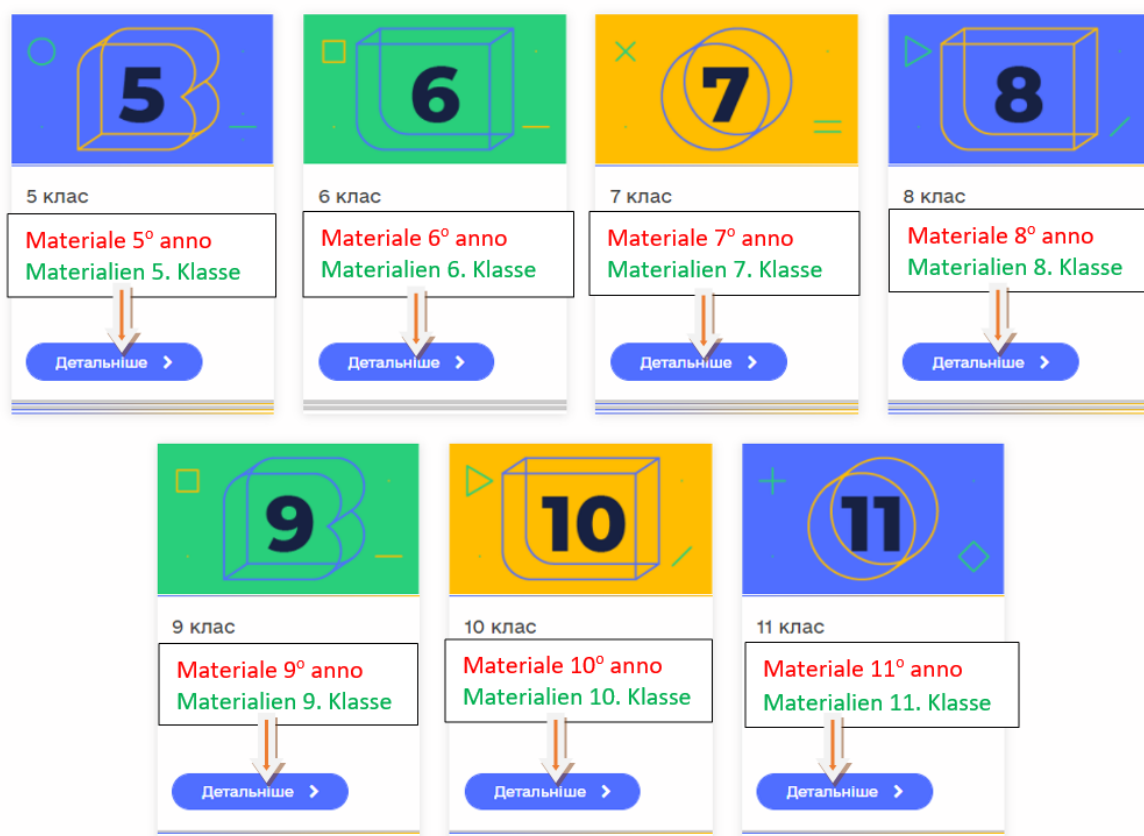 5
5 клас
Materiale 5º anno
Materialien 5. Klasse
Детальніше
6
6 клас
Materiale 6º anno
Materialien 6. Klasse
Детальніше
7
7 клас
Materiale 7º anno
Materialien 7. Klasse
Детальніше
8
8 клас
Materiale 8º anno
Materialien 8. Klasse
Детальніше
9
9 клас
Materiale 9º anno
Materialien 9. Klasse
Детальніше
10
10 клас
Materiale 10º anno
Materialien 10. Klasse
Детальніше
11
11 клас
Materiale 11º anno
Materialien 11. Klasse
Детальніше